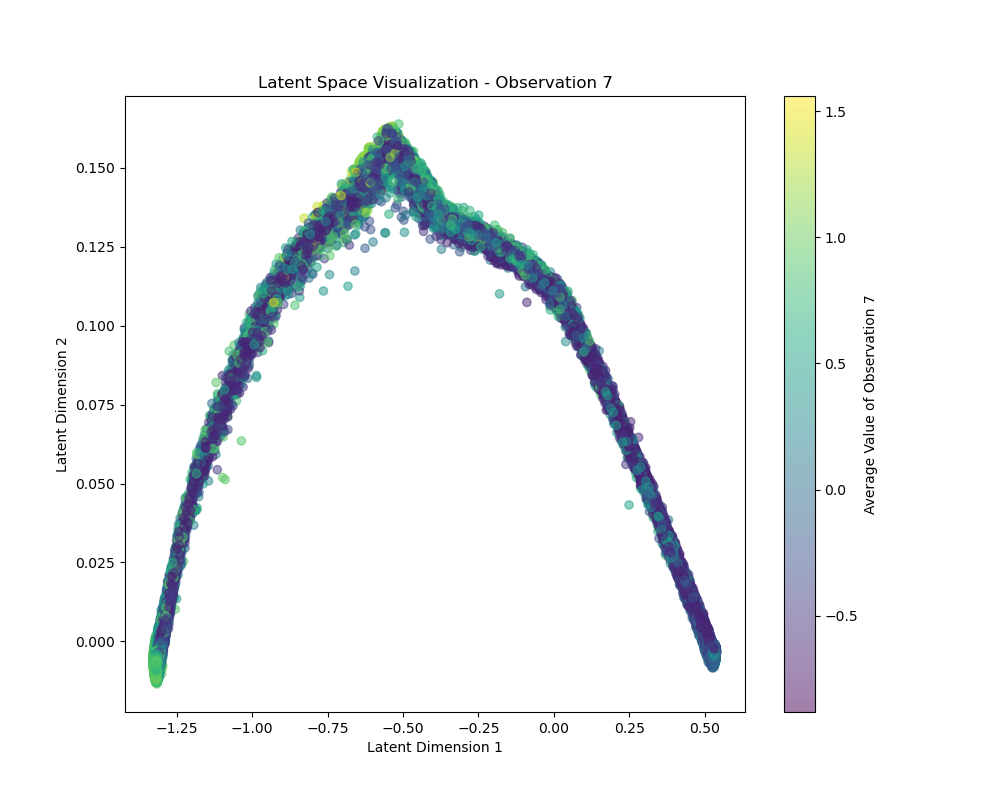 Latent Space Visualization - Observation 7
Latent Dimension 2
0.150
0.125
0.100
0.075
0.050
0.025
0.000
−1.25 −1.00 −0.75 −0.50 −0.25 0.00 0.25 0.50
Latent Dimension 1
1.5
1.0
0.5
0.0
−0.5
Average Value of Observation 7